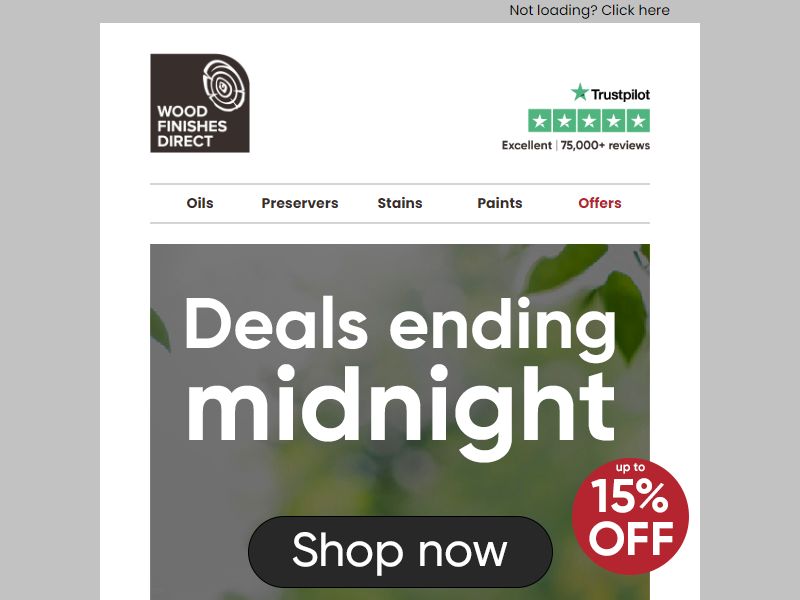 Not loading? Click here
WOOD
FINISHES
DIRECT
Trustpilot
Excellent | 75,000+ reviews
Oils Preservers Stains Paints Offers
Deals ending
midnight
up to
15%
OFF
Shop now